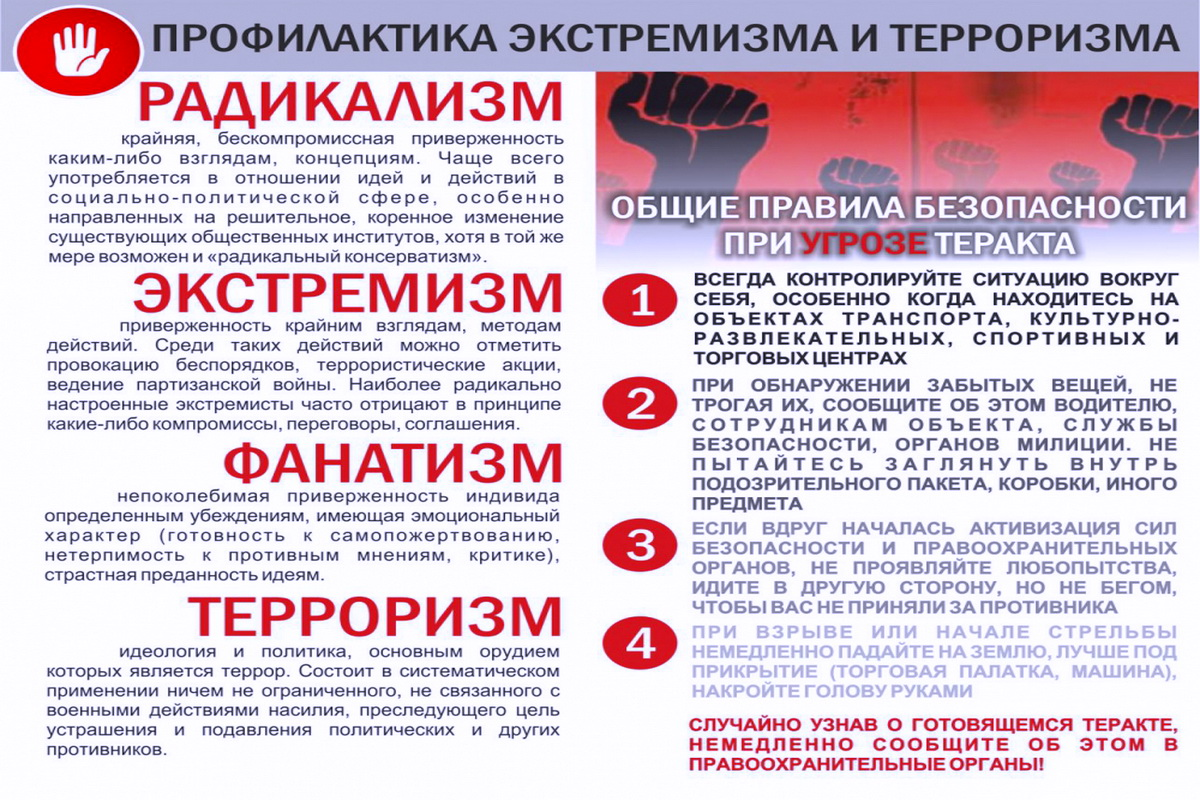 ПРОФИЛАКТИКА ЭКСТРЕМИЗМА И ТЕРРОРИЗМА
РАДИКАЛИЗМ
крайняя, бескомпромиссная приверженность
каким-либо взглядам, концепциям. Чаще всего
употребляется в отношении идей и действий в
социально-политической сфере, особенно
направленных на решительное, коренное изменение
существующих общественных институтов, хотя в той же
мере возможен и «радикальный консерватизм».
ЭКСТРЕМИЗМ
приверженность крайним взглядам, методам
действий. Среди таких действий можно отметить
провокацию беспорядков, террористические акции,
ведение партизанской войны. Наиболее радикально
настроенные экстремисты часто отрицают в принципе
какие-либо компромиссы, переговоры, соглашения.
ФАНАТИЗМ
непоколебимая приверженность индивида
определенным убеждениям, имеющая эмоциональный
характер (готовность к самопожертвованию,
нетерпимость к противным мнениям, критике),
страстная преданность идеям.
ТЕРРОРИЗМ
идеология и политика, основным орудием
которых является террор. Состоит в систематическом
применении ничем не ограниченного, не связанного с
военными действиями насилия, преследующего цель
устрашения и подавления политических и других
противников.
ОБЩИЕ ПРАВИЛА БЕЗОПАСНОСТИ
ПРИ УГРОЗЕ ТЕРАКТА
1
ВСЕГДА КОНТРОЛИРУЙТЕ СИТУАЦИЮ ВОКРУГ
СЕБЯ, ОСОБЕННО КОГДА НАХОДИТЕСЬ НА
ОБЪЕКТАХ ТРАНСПОРТА, КУЛЬТУРНО-
РАЗВЛЕКАТЕЛЬНЫХ, СПОРТИВНЫХ И
ТОРГОВЫХ ЦЕНТРАХ
2
ПРИ ОБНАРУЖЕНИИ ЗАБЫТЫХ ВЕЩЕЙ, НЕ
ТРОГАЯ ИХ, СООБЩИТЕ ОБ ЭТОМ ВОДИТЕЛЮ,
СОТРУДНИКАМ ОБЪЕКТА, СЛУЖБЫ
БЕЗОПАСНОСТИ, ОРГАНОВ МИЛИЦИИ. НЕ
ПЫТАЙТЕСЬ ЗАГЛЯНУТЬ ВНУТРЬ
ПОДОЗРИТЕЛЬНОГО ПАКЕТА, КОРОБКИ, ИНОГО
ПРЕДМЕТА
3
ЕСЛИ ВДРУГ НАЧАЛАСЬ АКТИВИЗАЦИЯ СИЛ
БЕЗОПАСНОСТИ И ПРАВООХРАНИТЕЛЬНЫХ
ОРГАНОВ, НЕ ПРОЯВЛЯЙТЕ ЛЮБОПЫТСТВА,
ИДИТЕ В ДРУГУЮ СТОРОНУ, НО НЕ БЕГОМ,
ЧТОБЫ ВАС НЕ ПРИНЯЛИ ЗА ПРОТИВНИКА
4
ПРИ ВЗРЫВЕ ИЛИ НАЧАЛЕ СТРЕЛЬБЫ
НЕМЕДЛЕННО ПАДАЙТЕ НА ЗЕМЛЮ, ЛУЧШЕ ПОД
ПРИКРЫТИЕ (ТОРГОВАЯ ПАЛАТКА, МАШИНА),
НАКРОЙТЕ ГОЛОВУ РУКАМИ
СЛУЧАЙНО УЗНАВ О ГОТОВЯЩЕМСЯ ТЕРАКТЕ,
НЕМЕДЛЕННО СООБЩИТЕ ОБ ЭТОМ В
ПРАВООХРАНИТЕЛЬНЫЕ ОРГАНЫ!